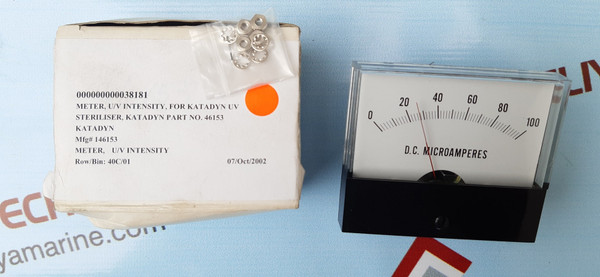 000000000038181
METER, U/V INTENSITY, FOR KATADYN UV
STERILISER, KATADYN PART NO. 46153
KATADYN
Mfg# 146153
METER, U/V INTENSITY
Row/Bin: 40C/01 07/Oct/2002
0 20 40 60 80 100
D.C. MICROAMPERES
yamarine.com